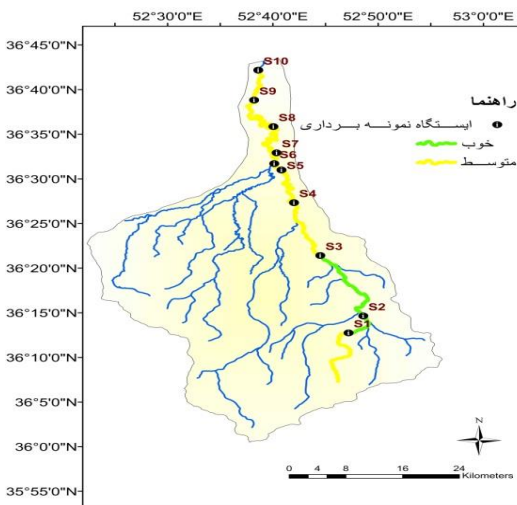 52°30'0"E 52°40'0"E 52°50'0"E 53°0'0"E
36°45'0"N
36°40'0"N
36°35'0"N
36°30'0"N
36°25'0"N
36°20'0"N
36°15'0"N
36°10'0"N
36°5'0"N
36°0'0"N
35°55'0"N
S10
S9
S8
S7
S6
S5
S4
S3
S2
S1
راهنما
ایستگاه نمونه برداری
خوب
متوسط
N
0 4 8 16 24
Kilometers